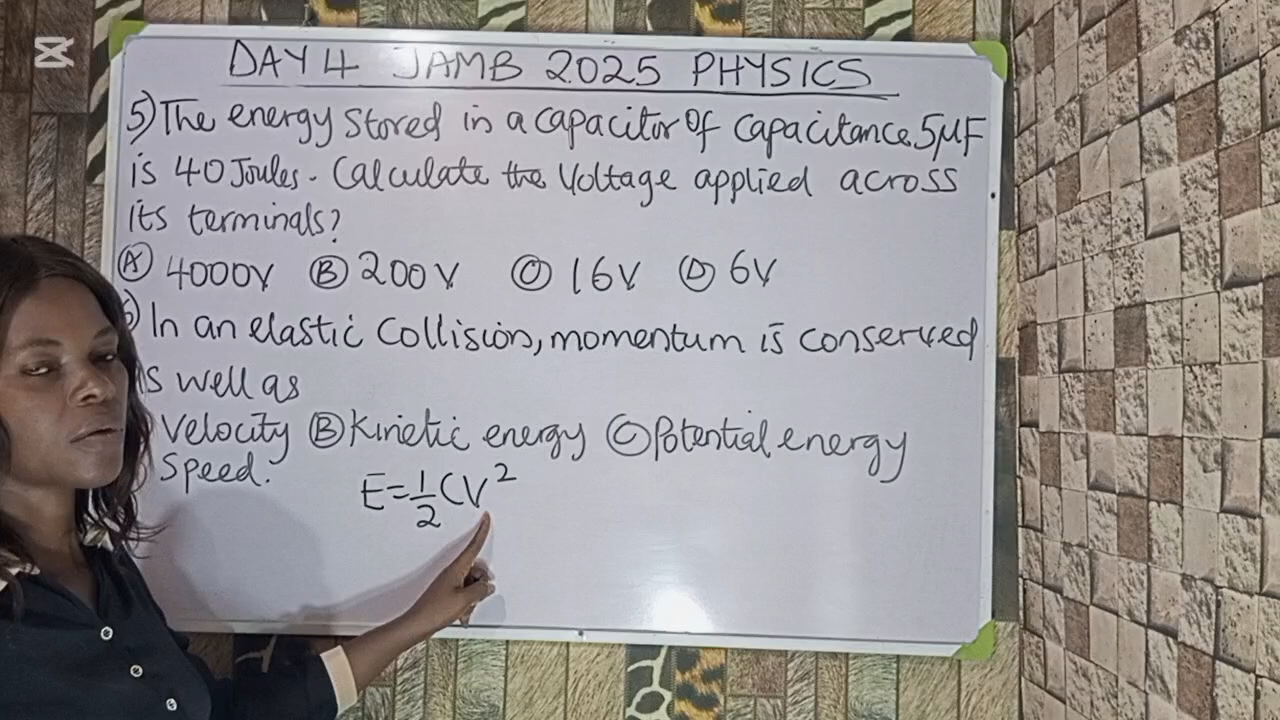 DAY 4 JAMB 2025 PHYSICS
5) The energy stored in a capacitor of capacitance 5μF
is 40 Joules. Calculate the Voltage applied across
its terminals?
(A) 4000V (B) 200V (C) 16V (D) 6V
) In an elastic Collision, momentum is conserved
as well as
Velocity (B) Kinetic energy (C) Potential energy
Speed.
E=½CV²